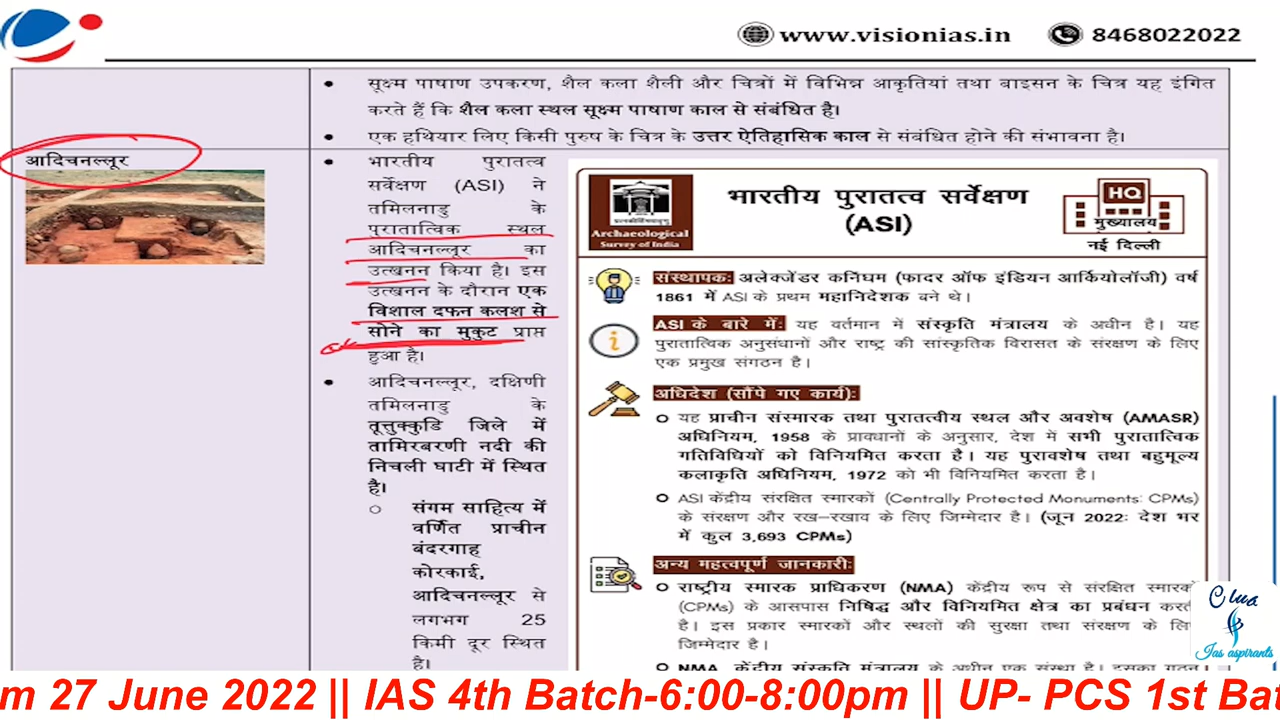 www.visionias.in 8468022022
सूक्ष्म पाषाण उपकरण, शैल कला शैली और चित्रों में विभिन्न आकृतियां तथा बाइसन के चित्र यह इंगित
करते हैं कि शैल कला स्थल सूक्ष्म पाषाण काल से संबंधित है।
एक हथियार लिए किसी पुरुष के चित्र के उत्तर ऐतिहासिक काल से संबंधित होने की संभावना है।
आदिचनल्लूर
भारतीय पुरातत्व
सर्वेक्षण (ASI) ने
तमिलनाडु के
पुरातात्विक स्थल
आदिचनल्लूर का
उत्खनन किया है। इस
उत्खनन के दौरान एक
विशाल दफन कलश से
सोने का मुकुट प्राप्त
हुआ है।
आदिचनल्लूर, दक्षिणी
तमिलनाडु के
तूत्तुक्कुडि जिले में
तामिरबरणी नदी की
निचली घाटी में स्थित
है।
संगम साहित्य में
वर्णित प्राचीन
बंदरगाह
कोरकाई,
आदिचनल्लूर से
लगभग 25
किमी दूर स्थित
है।
Archaeological
Survey of India
भारतीय पुरातत्व सर्वेक्षण
(ASI)
HQ
मुख्यालय
नई दिल्ली
संस्थापकः अलेक्जेंडर कनिंघम (फादर ऑफ इंडियन आर्कियोलॉजी) वर्ष
1861 में ASI के प्रथम महानिदेशक बने थे।
ASI के बारे में: यह वर्तमान में संस्कृति मंत्रालय के अधीन है। यह
पुरातात्विक अनुसंधानों और राष्ट्र की सांस्कृतिक विरासत के संरक्षण के लिए
एक प्रमुख संगठन है।
अधिदेश (सौंपे गए कार्य):
यह प्राचीन संस्मारक तथा पुरातत्वीय स्थल और अवशेष (AMASR)
अधिनियम, 1958 के प्रावधानों के अनुसार, देश में सभी पुरातात्विक
गतिविधियों को विनियमित करता है। यह पुरावशेष तथा बहुमूल्य
कलाकृति अधिनियम, 1972 को भी विनियमित करता है।
ASI केंद्रीय संरक्षित स्मारकों (Centrally Protected Monuments: CPMs)
के संरक्षण और रख-रखाव के लिए जिम्मेदार है। (जून 2022: देश भर
में कुल 3,693 CPMs)
अन्य महत्वपूर्ण जानकारीः
राष्ट्रीय स्मारक प्राधिकरण (NMA) केंद्रीय रूप से संरक्षित
(CPMs) के आसपास निषिद्ध और विनियमित क्षेत्र का प्रबंधन
है। इस प्रकार स्मारकों और स्थलों की सुरक्षा तथा संरक्षण के
जिम्मेदार है।
NMA, केंद्रीय संस्कृति मंत्रालय के अधीन एक संस्था है। इसका गठन
Ias aspirants
m 27 June 2022 || IAS 4th Batch-6:00-8:00pm || UP- PCS 1st Bat